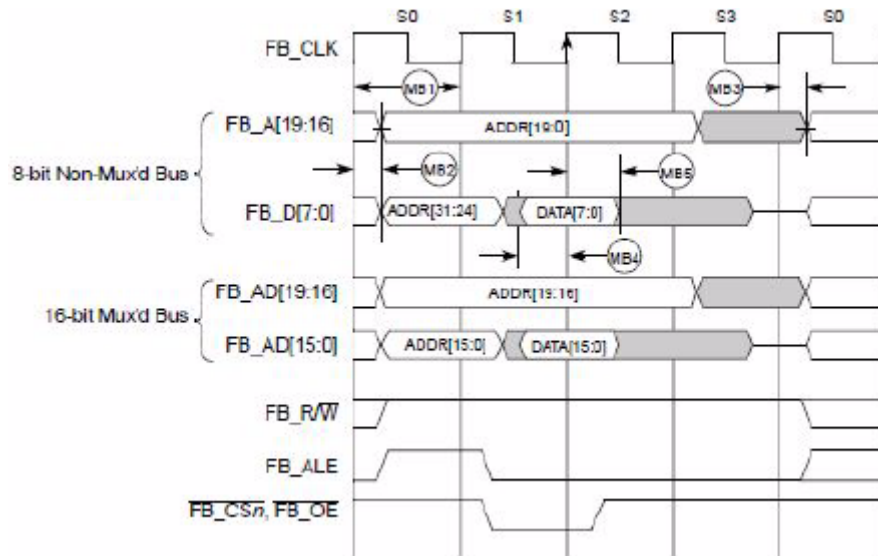 S0 S1 S2 S3 S0
FB_CLK
MB1 MB3
FB_A[19:16] ADDR[19:0]
8-bit Non-Mux'd Bus
MB2 MB5
FB_D[7:0] ADDR[31:24] DATA[7:0]
MB4
FB_AD[19:16] ADDR[19:16]
16-bit Mux'd Bus
FB_AD[15:0] ADDR[15:0] DATA[15:0]
FB_R/W
FB_ALE
FB_CSn, FB_OE